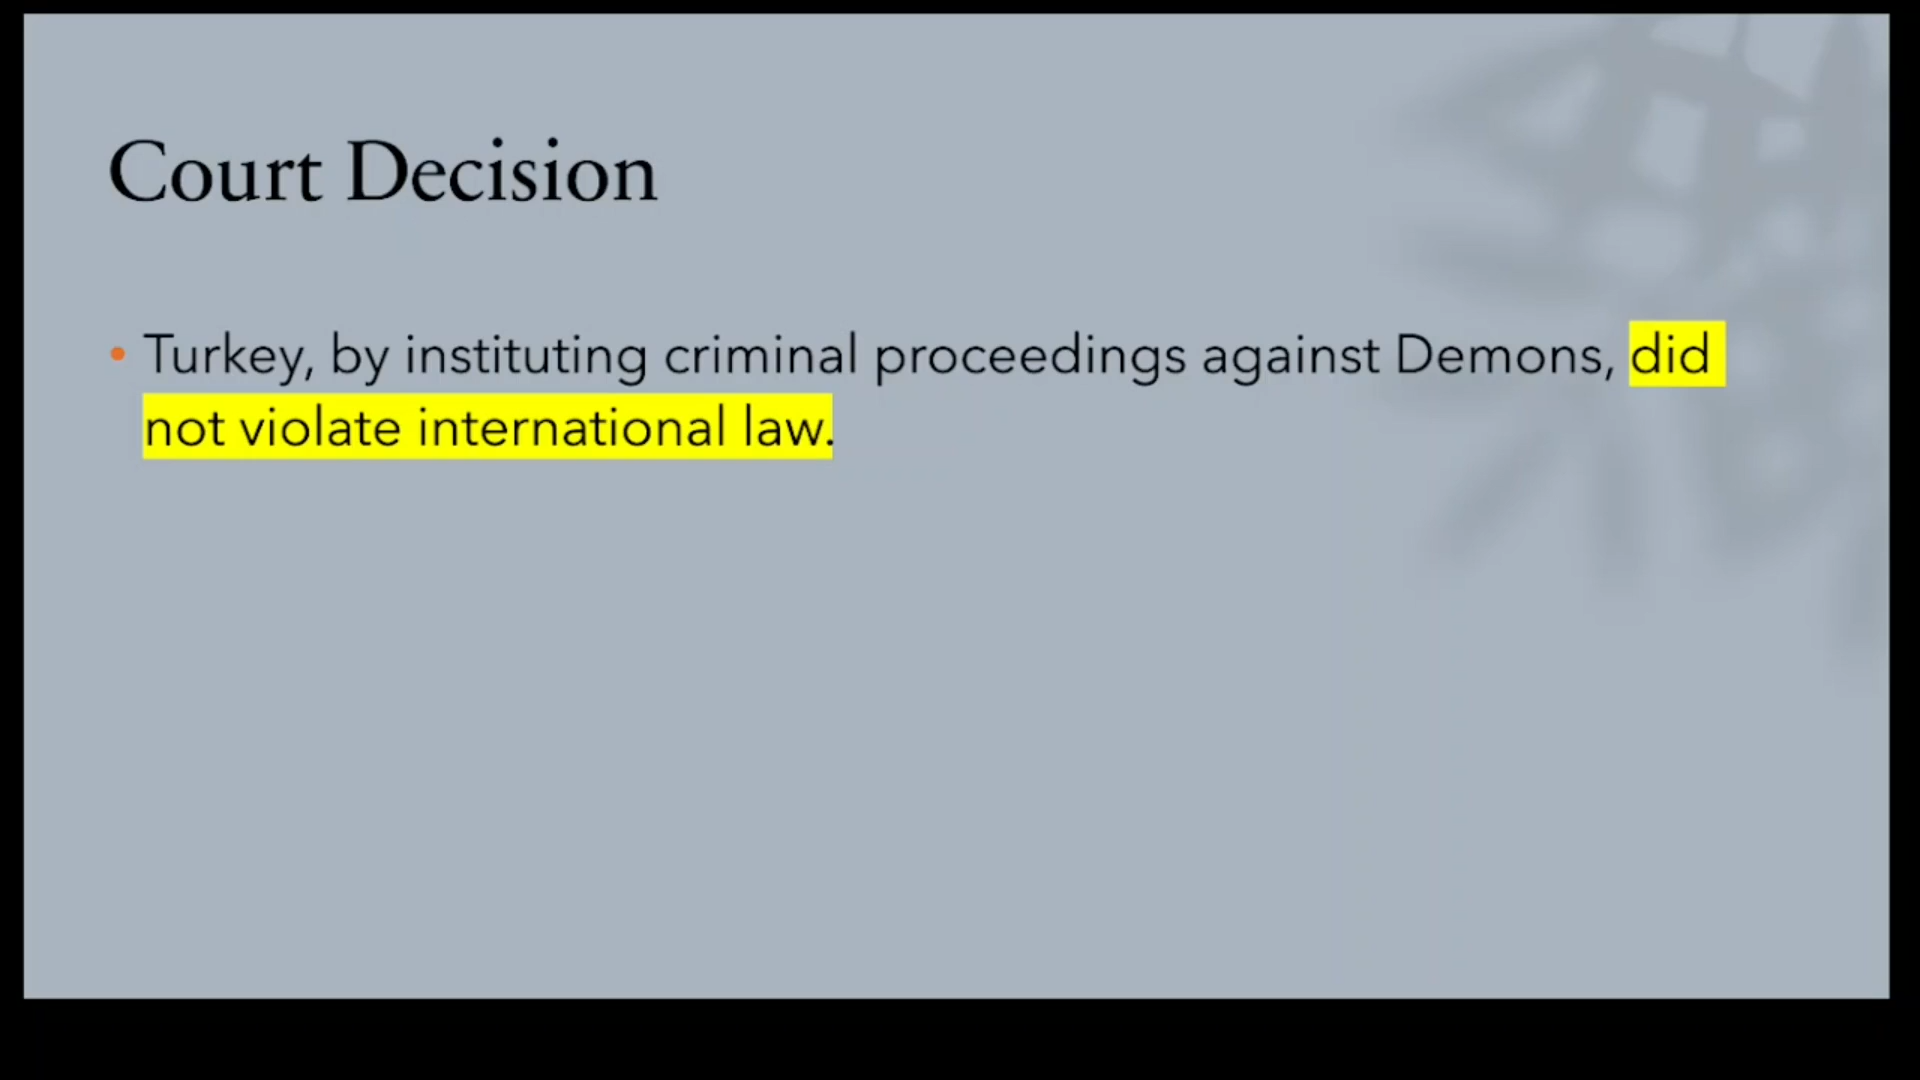 Court Decision
• Turkey, by instituting criminal proceedings against Demons, did
not violate international law.